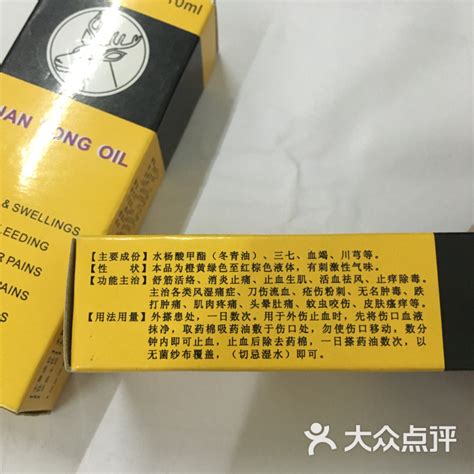 10ml
ONG OIL
& SWELLINGS
LEEDING
PAINS
PAINS
NS
【主要成份】水杨酸甲酯（冬青油）、三七、血竭、川芎等。
【性　　状】本品为橙黄绿色至红棕色液体，有刺激性气味。
【功能主治】舒筋活络、消炎止痛、止血生肌、活血祛风、止痒除毒。
主治各类风湿痛症、刀伤流血、疮伤粉刺、无名肿毒、跌
打肿痛、肌肉疼痛、头晕肚痛、蚊虫咬伤、皮肤瘙痒等。
【用法用量】外搽患处，一日数次。用于外伤止血时，先将伤口血液
抹净，取药棉吸药油敷于伤口处，勿使伤口移动，数分
钟内即可止血，止血后除去药棉，一日搽药油数次，以
无菌纱布覆盖，（切忌湿水）即可。
大众点评